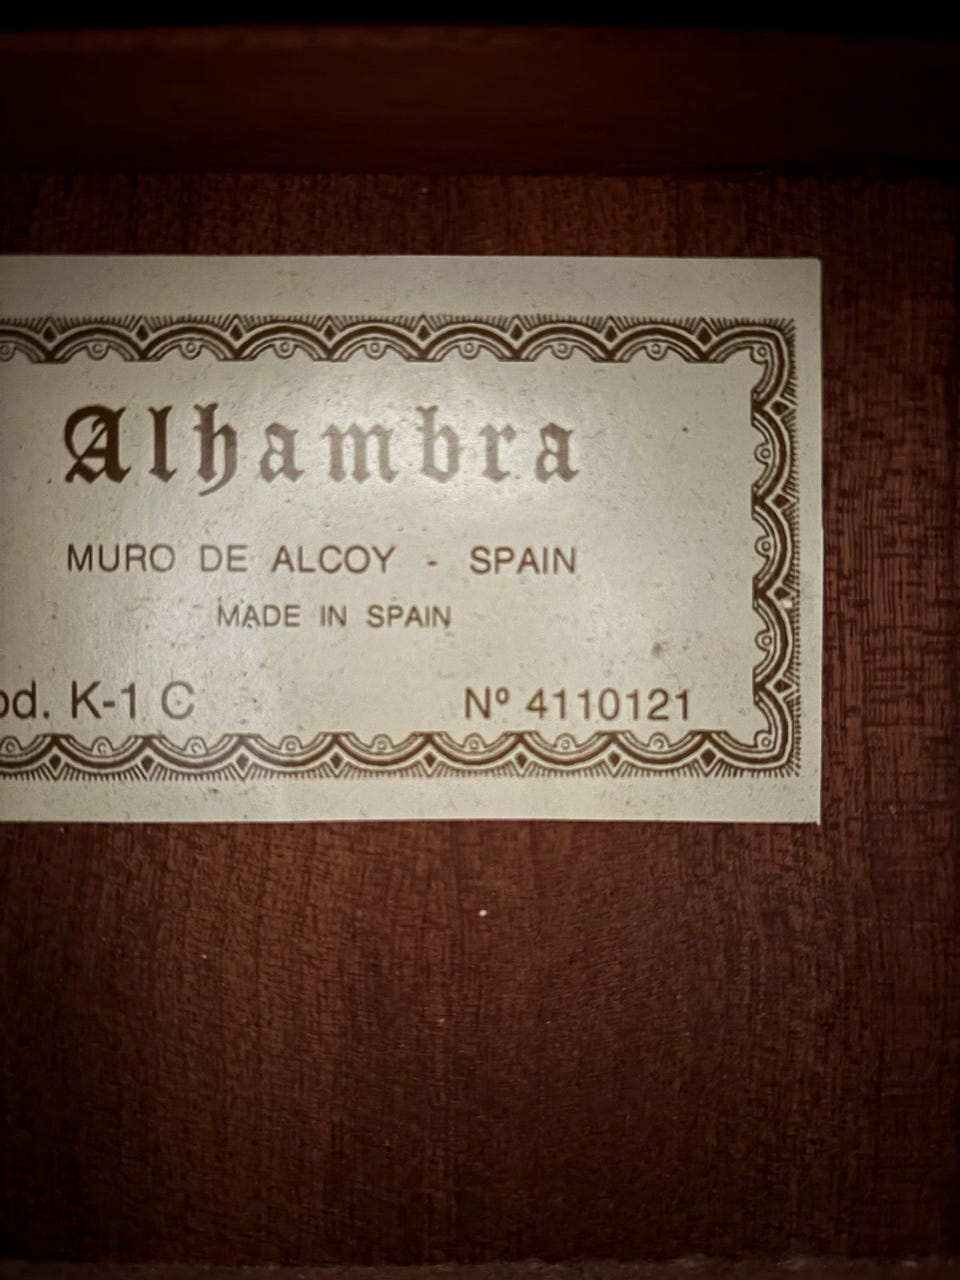 Alhambra
MURO DE ALCOY - SPAIN
MADE IN SPAIN
od. K-1 C Nº 4110121